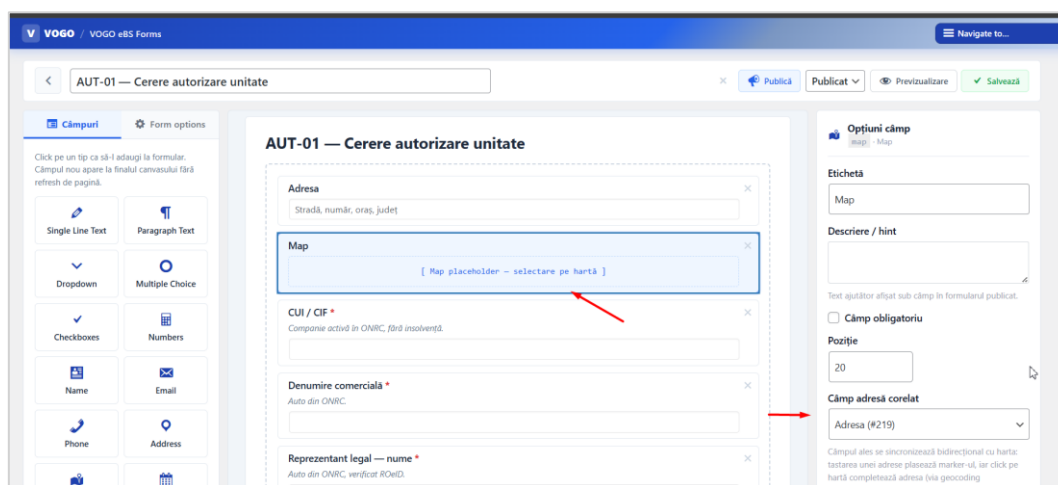 V VOGO / VOGO eBS Forms
Navigate to...
AUT-01 — Cerere autorizare unitate
× Publică Publicat Previzualizare Salvează
Câmpuri Form options
Click pe un tip ca să-l adaugi la formular.
Câmpul nou apare la finalul canvasului fără
refresh de pagină.
Single Line Text Paragraph Text
Dropdown Multiple Choice
Checkboxes Numbers
Name Email
Phone Address
AUT-01 — Cerere autorizare unitate
Adresa ×
Stradă, număr, oraș, județ
Map ×
[ Map placeholder — selectare pe hartă ]
CUI / CIF * ×
Companie activă în ONRC, fără insolvență.
Denumire comercială * ×
Auto din ONRC.
Reprezentant legal — nume * ×
Auto din ONRC, verificat ROeID.
Opțiuni câmp
map - Map
Etichetă
Map
Descriere / hint
Text ajutător afișat sub câmp în formularul publicat.
Câmp obligatoriu
Poziție
20
Câmp adresă corelat
Adresa (#219)
Câmpul ales se sincronizează bidirecțional cu harta:
tastarea unei adrese plasează marker-ul, iar click pe
hartă completează adresa (via geocoding